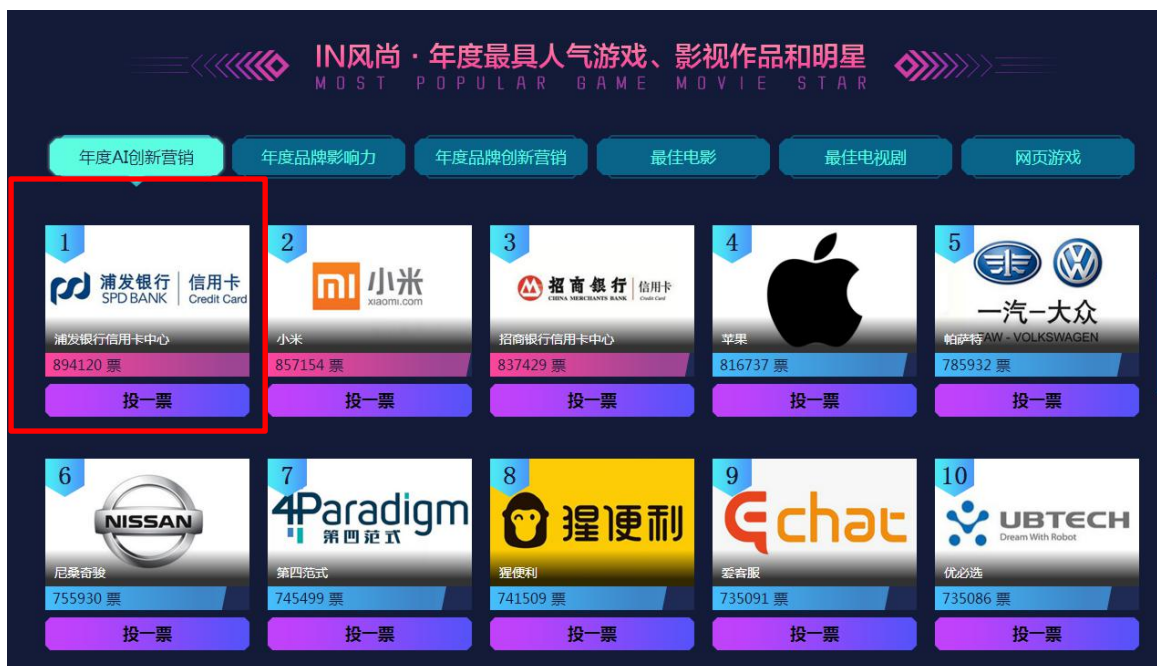 IN风尚·年度最具人气游戏、影视作品和明星
MOST POPULAR GAME MOVIE STAR
年度AI创新营销 年度品牌影响力 年度品牌创新营销 最佳电影 最佳电视剧 网页游戏
1 2 3 4 5
浦发银行 信用卡
SPD BANK Credit Card
小米
xiaomi.com
招商银行 信用卡
CHINA MERCHANTS BANK Credit Card
一汽-大众
FAW - VOLKSWAGEN
浦发银行信用卡中心 小米 招商银行信用卡中心 苹果 帕萨特
894120 票 857154 票 837429 票 816737 票 785932 票
投一票 投一票 投一票 投一票 投一票
6 7 8 9 10
NISSAN
4Paradigm
第四范式
猩便利
Echat
UBTECH
Dream With Robot
尼桑奇骏 第四范式 猩便利 爱客服 优必选
755930 票 745499 票 741509 票 735091 票 735086 票
投一票 投一票 投一票 投一票 投一票